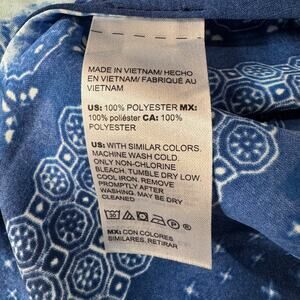 MADE IN VIETNAM/ HECHO
EN VIETNAM/ FABRIQUÉ AU
VIETNAM
US: 100% POLYESTER MX:
100% poliéster CA: 100%
POLYESTER
US: WITH SIMILAR COLORS.
MACHINE WASH COLD.
ONLY NON-CHLORINE
BLEACH. TUMBLE DRY LOW.
COOL IRON. REMOVE
PROMPTLY AFTER
WASHING. MAY BE DRY
CLEANED
MX: CON COLORES
SIMILARES, RETIRAR